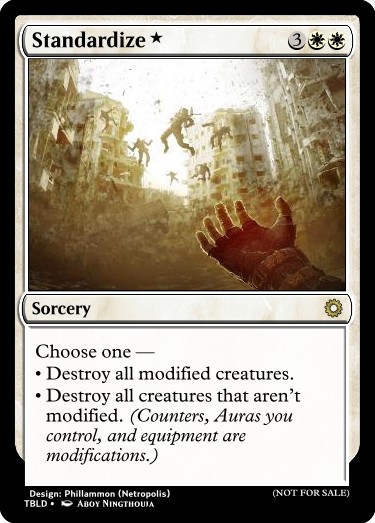 Standardize ★ 3
Sorcery
Choose one —
• Destroy all modified creatures.
• Destroy all creatures that aren't
modified. (Counters, Auras you
control, and equipment are
modifications.)
Design: Phillammon (Netropolis) (NOT FOR SALE)
TBLD • Aboy Ningthouja